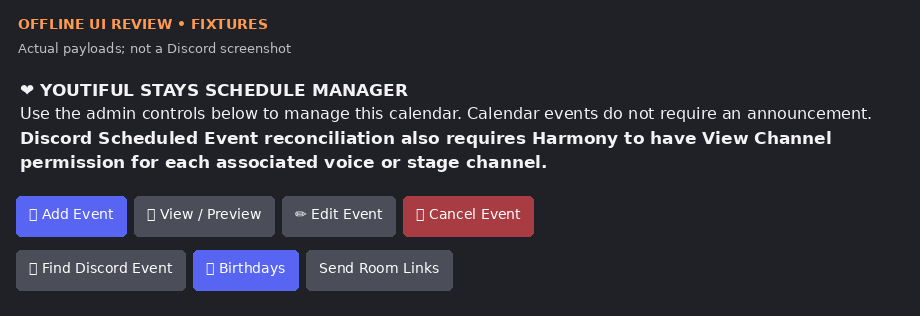 OFFLINE UI REVIEW • FIXTURES
Actual payloads; not a Discord screenshot
❤ YOUTIFUL STAYS SCHEDULE MANAGER
Use the admin controls below to manage this calendar. Calendar events do not require an announcement.
Discord Scheduled Event reconciliation also requires Harmony to have View Channel
permission for each associated voice or stage channel.
Add Event View / Preview ✏ Edit Event Cancel Event
Find Discord Event Birthdays Send Room Links